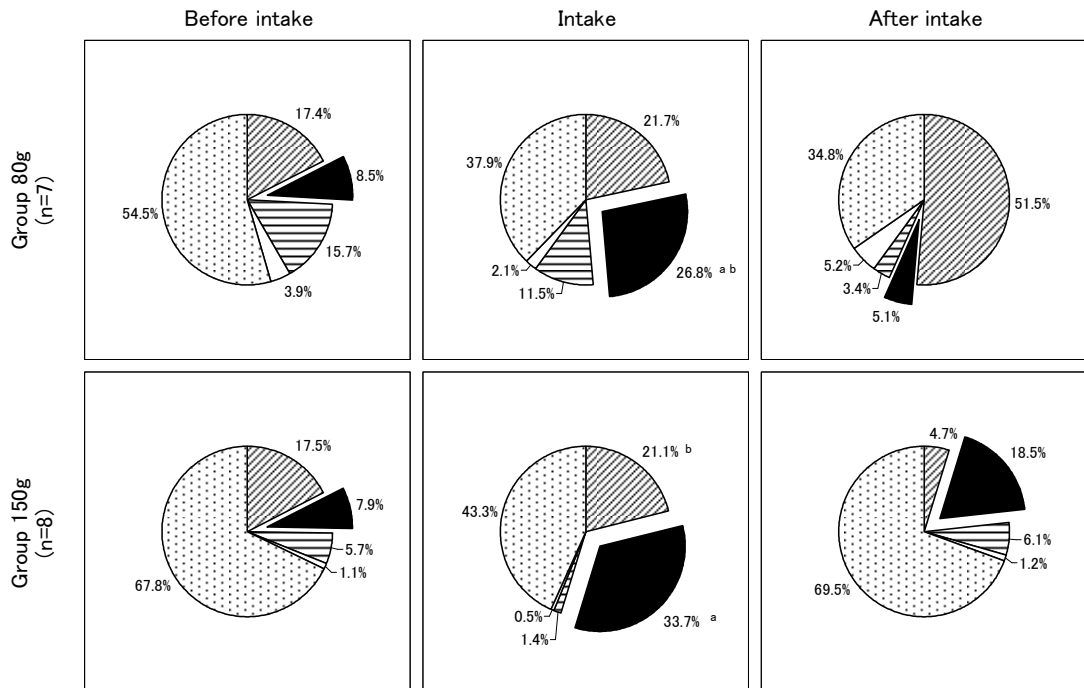 Before intake
Intake
After intake
Group 80g
(n=7)
17.4%
8.5%
15.7%
3.9%
54.5%
21.7%
26.8% a b
11.5%
2.1%
37.9%
51.5%
5.1%
3.4%
5.2%
34.8%
Group 150g
(n=8)
17.5%
7.9%
5.7%
1.1%
67.8%
21.1% b
33.7% a
1.4%
0.5%
43.3%
4.7%
18.5%
6.1%
1.2%
69.5%